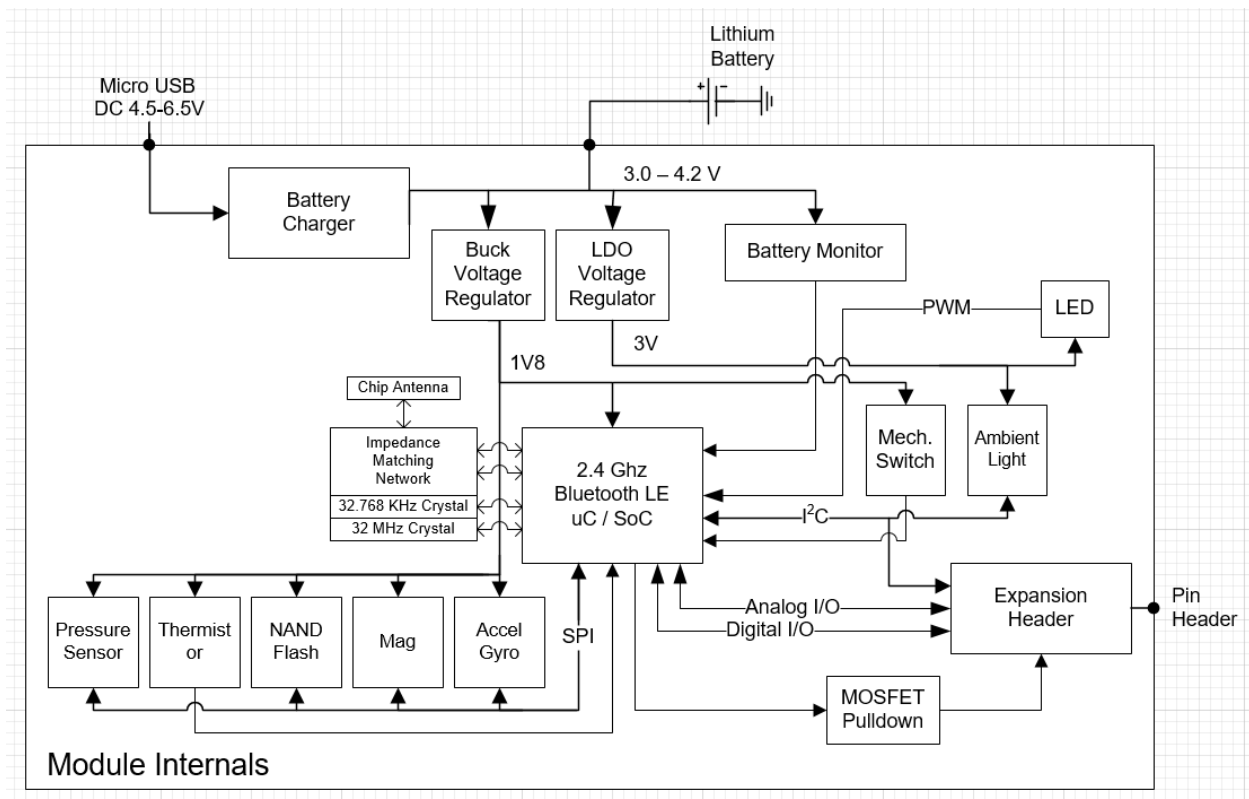 Lithium
Battery
Micro USB
DC 4.5-6.5V
+ -
3.0 – 4.2 V
Battery
Charger
Buck
Voltage
Regulator
LDO
Voltage
Regulator
Battery Monitor
PWM
LED
3V
1V8
Chip Antenna
Impedance
Matching
Network
32.768 KHz Crystal
32 MHz Crystal
2.4 Ghz
Bluetooth LE
uC / SoC
Mech.
Switch
Ambient
Light
I²C
Pressure
Sensor
Thermist
or
NAND
Flash
Mag
Accel
Gyro
SPI
Analog I/O
Digital I/O
Expansion
Header
Pin
Header
MOSFET
Pulldown
Module Internals